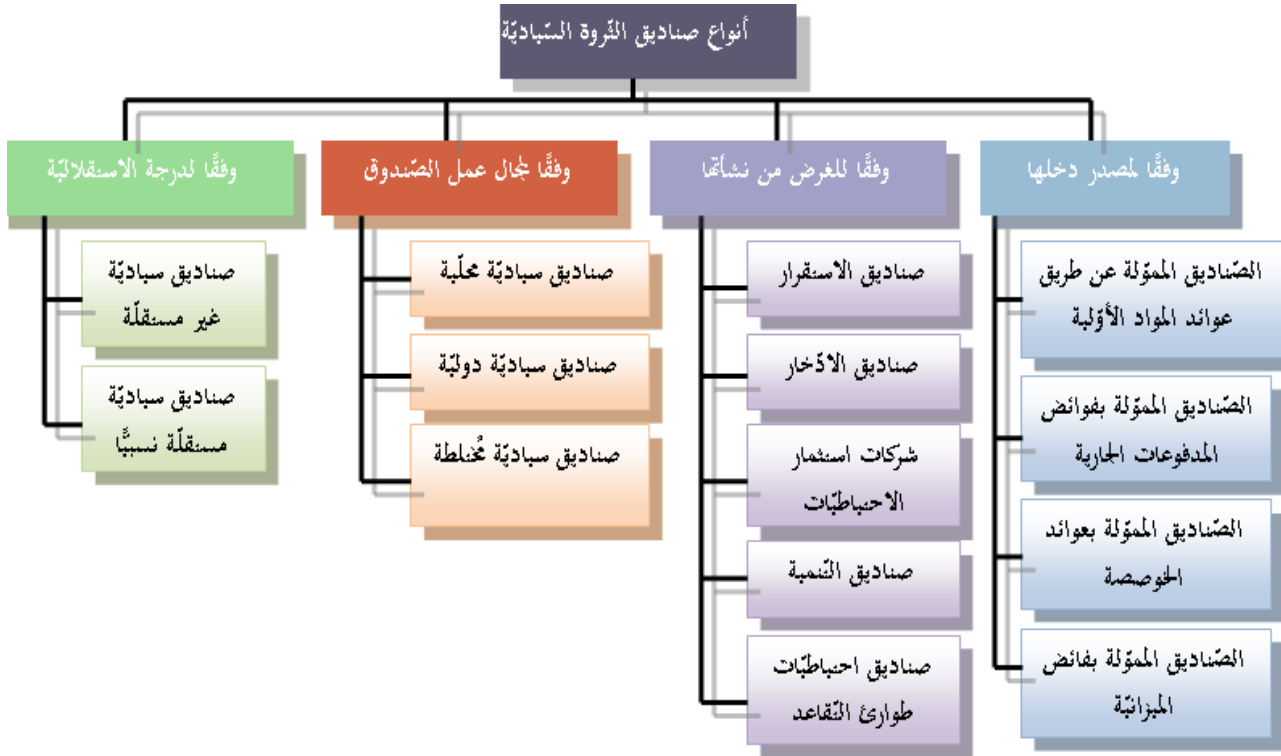 أنواع صناديق الثّروة السّياديّة
وفقًا لمصدر دخلها
الصّناديق المموّلة عن طريق
عوائد المواد الأوّلية
الصّناديق المموّلة بفوائض
المدفوعات الجارية
الصّناديق المموّلة بعوائد
الخوصصة
الصّناديق المموّلة بفائض
الميزانيّة
وفقًا للغرض من نشأتها
صناديق الاستقرار
صناديق الادّخار
شركات استثمار
الاحتياطيّات
صناديق التّنمية
صناديق احتياطيّات
طوارئ التّقاعد
وفقًا لمجال عمل الصّندوق
صناديق سياديّة محلّية
صناديق سياديّة دوليّة
صناديق سياديّة مُختلطة
وفقًا لدرجة الاستقلاليّة
صناديق سياديّة
غير مستقلّة
صناديق سياديّة
مستقلّة نسبيًّا